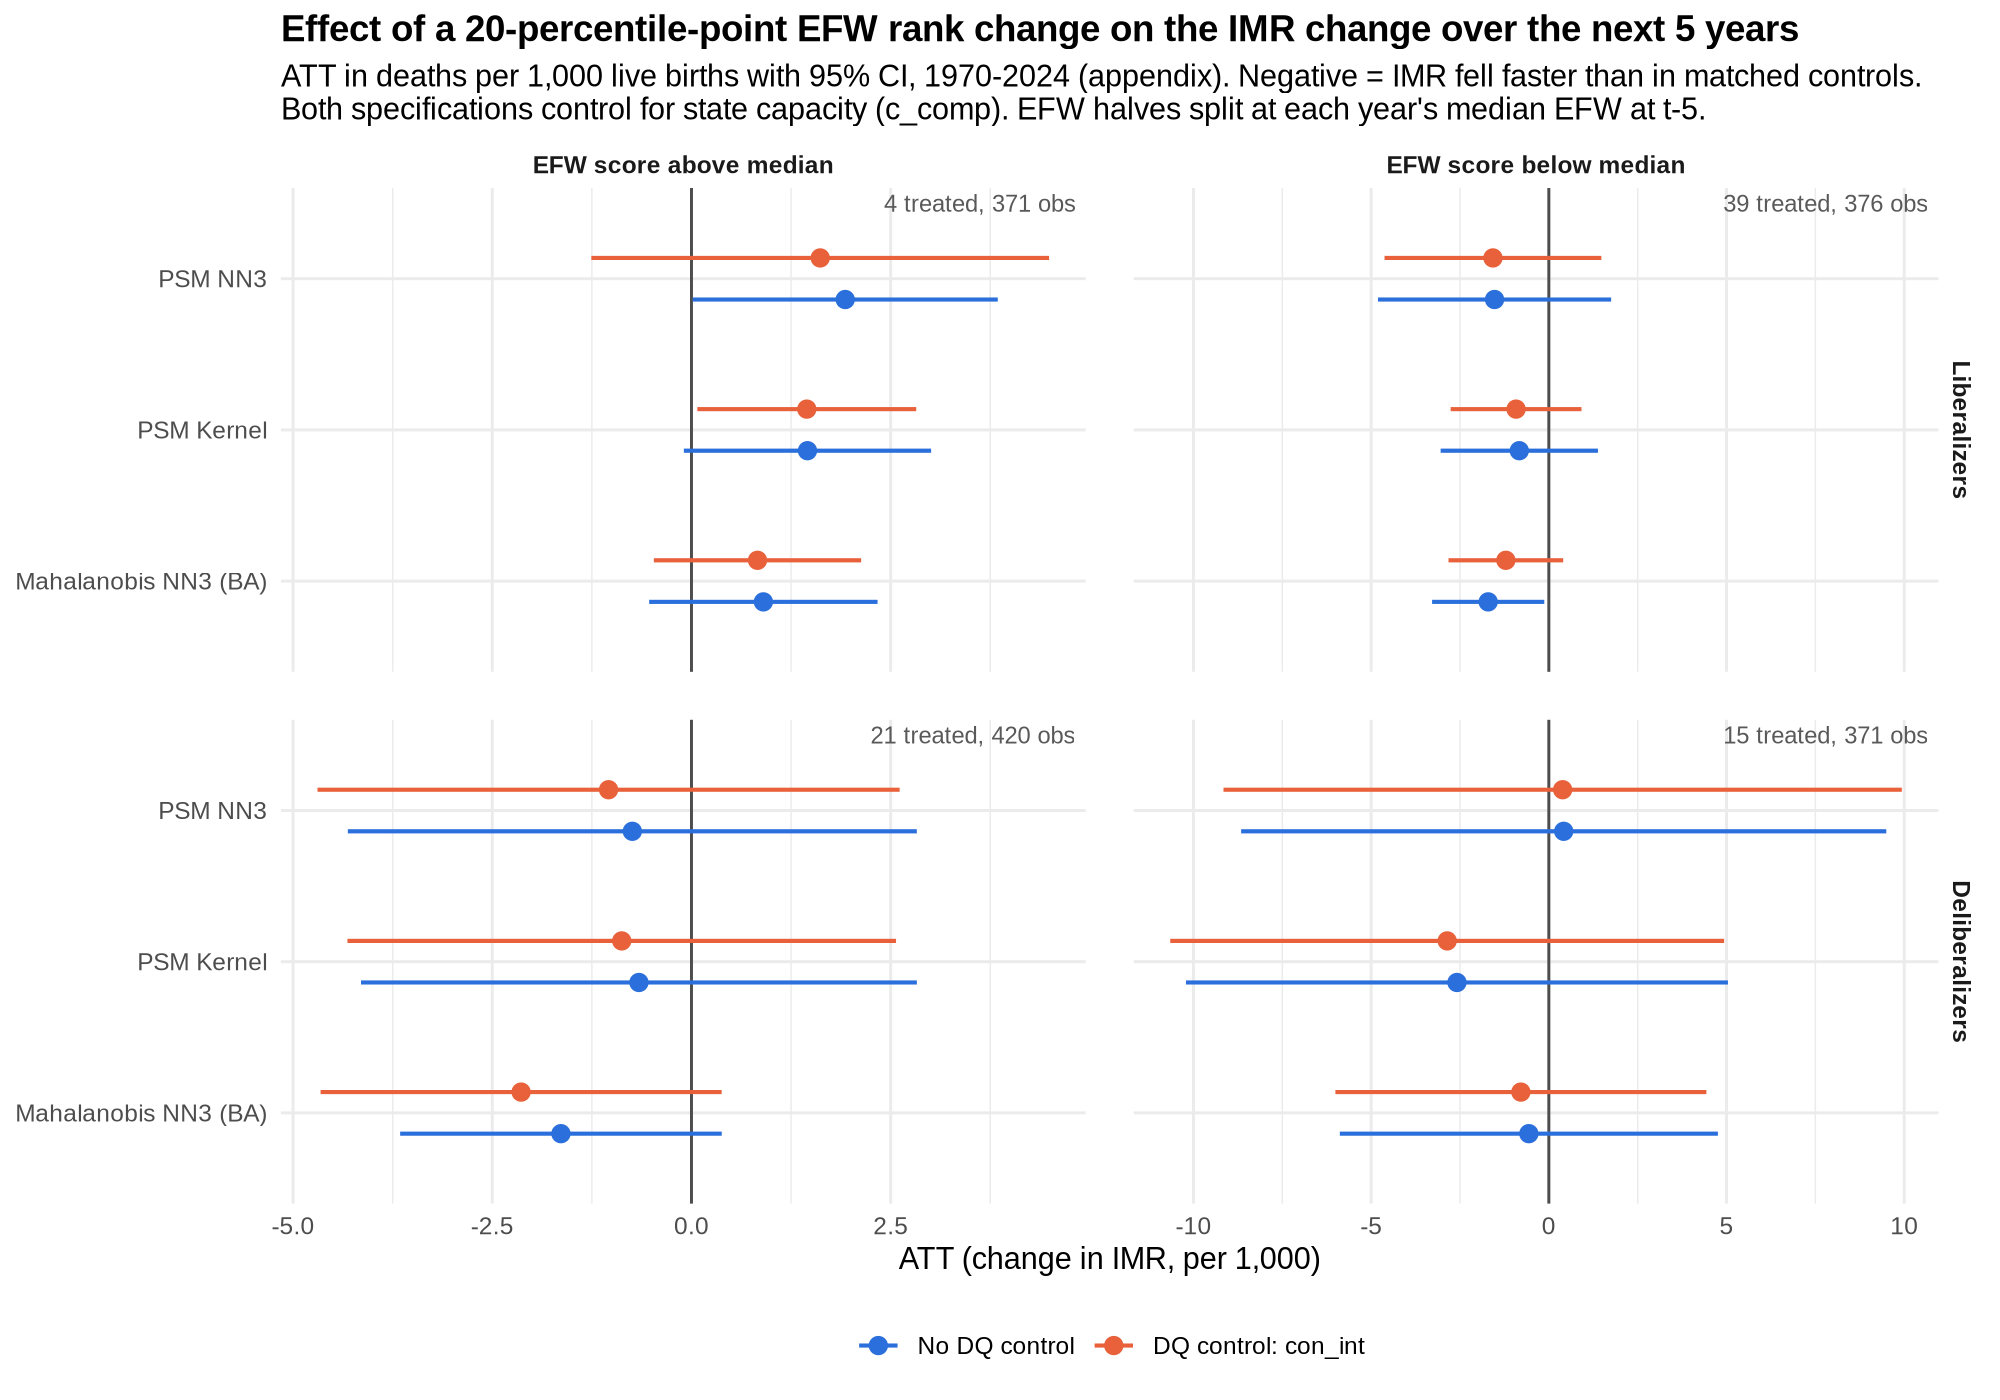 Effect of a 20-percentile-point EFW rank change on the IMR change over the next 5 years
ATT in deaths per 1,000 live births with 95% CI, 1970-2024 (appendix). Negative = IMR fell faster than in matched controls.
Both specifications control for state capacity (c_comp). EFW halves split at each year's median EFW at t-5.
EFW score above median
EFW score below median
4 treated, 371 obs
39 treated, 376 obs
PSM NN3
PSM Kernel
Mahalanobis NN3 (BA)
Liberalizers
21 treated, 420 obs
15 treated, 371 obs
PSM NN3
PSM Kernel
Mahalanobis NN3 (BA)
Deliberalizers
-5.0 -2.5 0.0 2.5
-10 -5 0 5 10
ATT (change in IMR, per 1,000)
No DQ control
DQ control: con_int